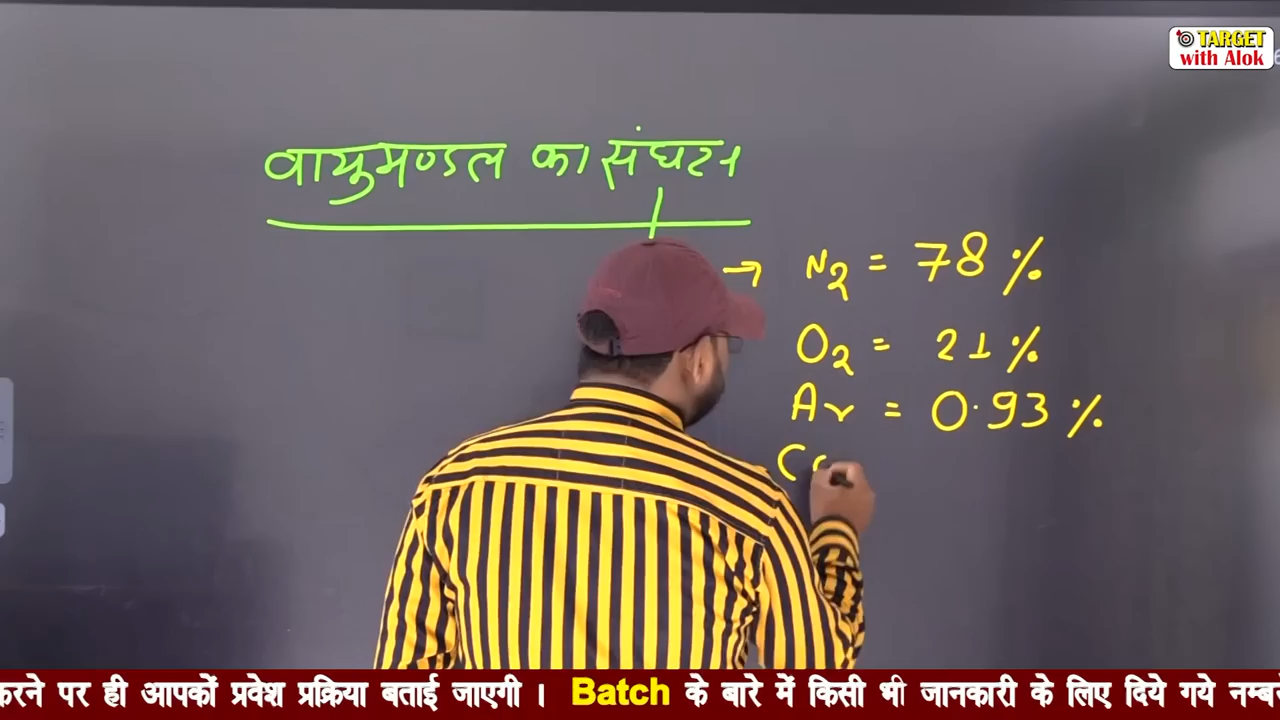 TARGET
with Alok
वायुमण्डल का संघटन
→ N2 = 78 %
O2 = 21 %
Ar = 0.93 %
करने पर ही आपकों प्रवेश प्रक्रिया बताई जाएगी । Batch के बारे में किसी भी जानकारी के लिए दिये गये